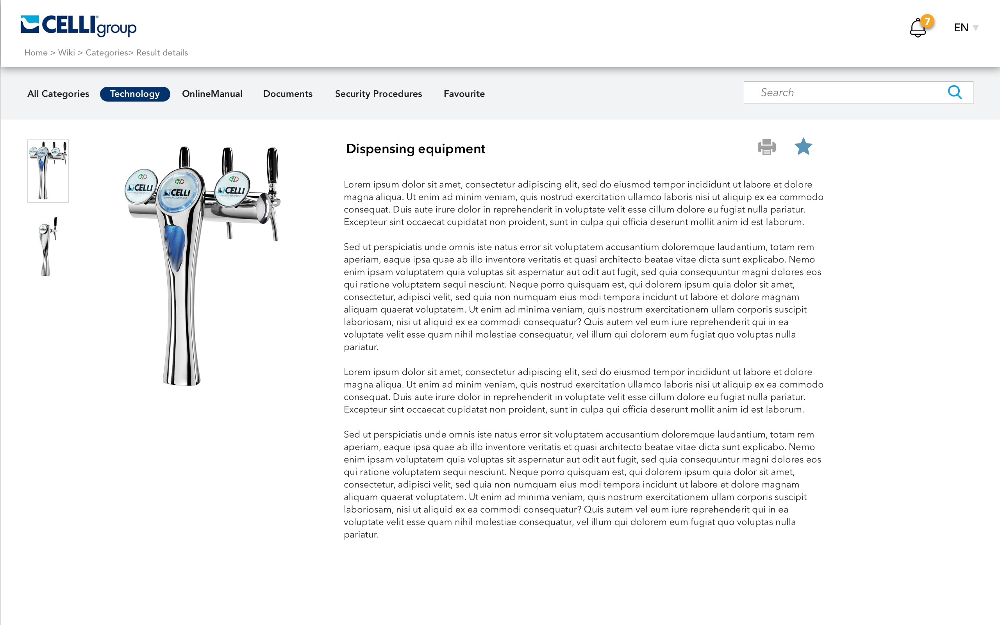 CELLI® group
7
EN
Home > Wiki > Categories> Result details
All Categories
Technology
OnlineManual
Documents
Security Procedures
Favourite
Search
CELLI
DISPENSING EQUIPMENT
CELLI
DISPENSING EQUIPMENT
CELLI
DISPENSING EQUIPMENT
Dispensing equipment
Lorem ipsum dolor sit amet, consectetur adipiscing elit, sed do eiusmod tempor incididunt ut labore et dolore
magna aliqua. Ut enim ad minim veniam, quis nostrud exercitation ullamco laboris nisi ut aliquip ex ea commodo
consequat. Duis aute irure dolor in reprehenderit in voluptate velit esse cillum dolore eu fugiat nulla pariatur.
Excepteur sint occaecat cupidatat non proident, sunt in culpa qui officia deserunt mollit anim id est laborum.
Sed ut perspiciatis unde omnis iste natus error sit voluptatem accusantium doloremque laudantium, totam rem
aperiam, eaque ipsa quae ab illo inventore veritatis et quasi architecto beatae vitae dicta sunt explicabo. Nemo
enim ipsam voluptatem quia voluptas sit aspernatur aut odit aut fugit, sed quia consequuntur magni dolores eos
qui ratione voluptatem sequi nesciunt. Neque porro quisquam est, qui dolorem ipsum quia dolor sit amet,
consectetur, adipisci velit, sed quia non numquam eius modi tempora incidunt ut labore et dolore magnam
aliquam quaerat voluptatem. Ut enim ad minima veniam, quis nostrum exercitationem ullam corporis suscipit
laboriosam, nisi ut aliquid ex ea commodi consequatur? Quis autem vel eum iure reprehenderit qui in ea
voluptate velit esse quam nihil molestiae consequatur, vel illum qui dolorem eum fugiat quo voluptas nulla
pariatur.
Lorem ipsum dolor sit amet, consectetur adipiscing elit, sed do eiusmod tempor incididunt ut labore et dolore
magna aliqua. Ut enim ad minim veniam, quis nostrud exercitation ullamco laboris nisi ut aliquip ex ea commodo
consequat. Duis aute irure dolor in reprehenderit in voluptate velit esse cillum dolore eu fugiat nulla pariatur.
Excepteur sint occaecat cupidatat non proident, sunt in culpa qui officia deserunt mollit anim id est laborum.
Sed ut perspiciatis unde omnis iste natus error sit voluptatem accusantium doloremque laudantium, totam rem
aperiam, eaque ipsa quae ab illo inventore veritatis et quasi architecto beatae vitae dicta sunt explicabo. Nemo
enim ipsam voluptatem quia voluptas sit aspernatur aut odit aut fugit, sed quia consequuntur magni dolores eos
qui ratione voluptatem sequi nesciunt. Neque porro quisquam est, qui dolorem ipsum quia dolor sit amet,
consectetur, adipisci velit, sed quia non numquam eius modi tempora incidunt ut labore et dolore magnam
aliquam quaerat voluptatem. Ut enim ad minima veniam, quis nostrum exercitationem ullam corporis suscipit
laboriosam, nisi ut aliquid ex ea commodi consequatur? Quis autem vel eum iure reprehenderit qui in ea
voluptate velit esse quam nihil molestiae consequatur, vel illum qui dolorem eum fugiat quo voluptas nulla
pariatur.